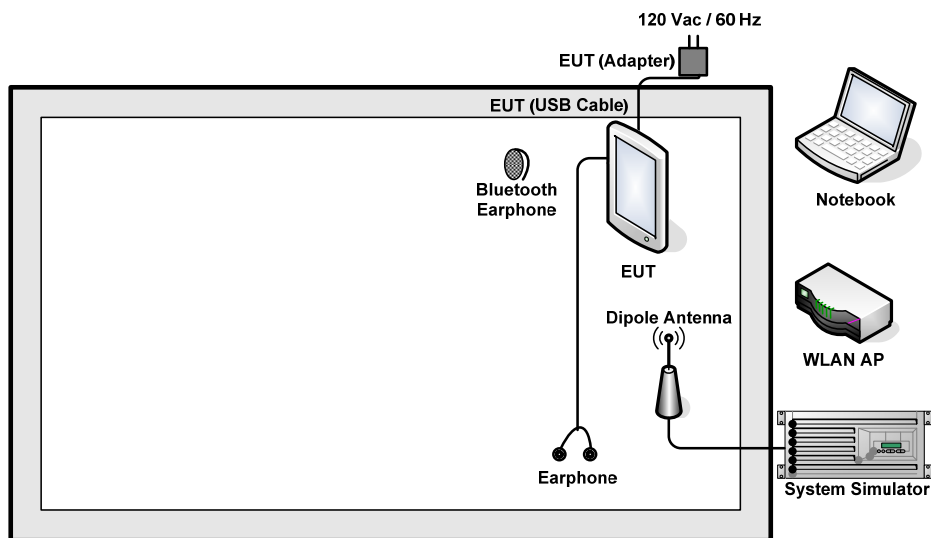 120 Vac / 60 Hz
EUT (Adapter)
EUT (USB Cable)
Bluetooth
Earphone
Notebook
EUT
Dipole Antenna
WLAN AP
Earphone
System Simulator